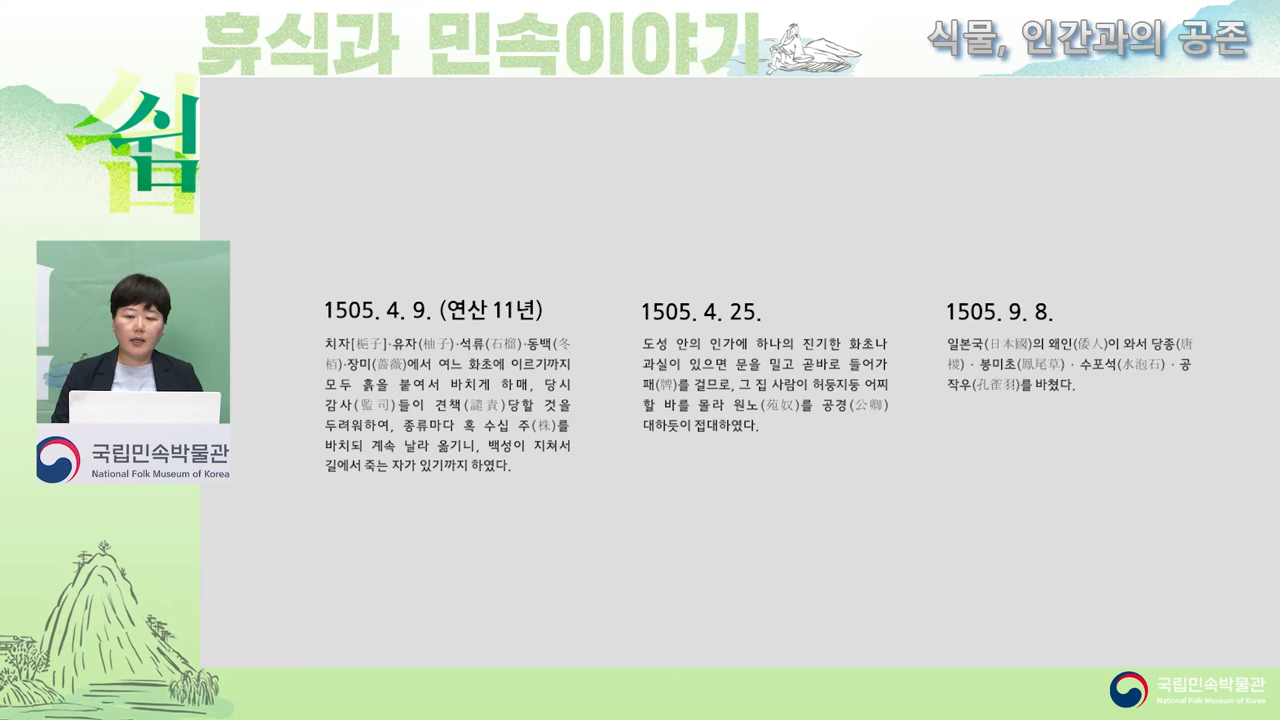 휴식과 민속이야기
식물, 인간과의 공존
쉼
1505. 4. 9. (연산 11년)
치자[梔子]·유자(柚子)·석류(石榴)·동백(冬
栢)·장미(薔薇)에서 여느 화초에 이르기까지
모두 흙을 붙여서 바치게 하매, 당시
감사(監司)들이 견책(譴責)당할 것을
두려워하여, 종류마다 혹 수십 주(株)를
바치되 계속 날라 옮기니, 백성이 지쳐서
길에서 죽는 자가 있기까지 하였다.
1505. 4. 25.
도성 안의 인가에 하나의 진기한 화초나
과실이 있으면 문을 밀고 곧바로 들어가
패(牌)를 걸므로, 그 집 사람이 허둥지둥 어찌
할 바를 몰라 원노(苑奴)를 공경(公卿)
대하듯이 접대하였다.
1505. 9. 8.
일본국(日本國)의 왜인(倭人)이 와서 당종(唐
椶) · 봉미초(鳳尾草) · 수포석(水泡石) · 공
작우(孔雀羽)를 바쳤다.
국립민속박물관
National Folk Museum of Korea
국립민속박물관
National Folk Museum of Korea